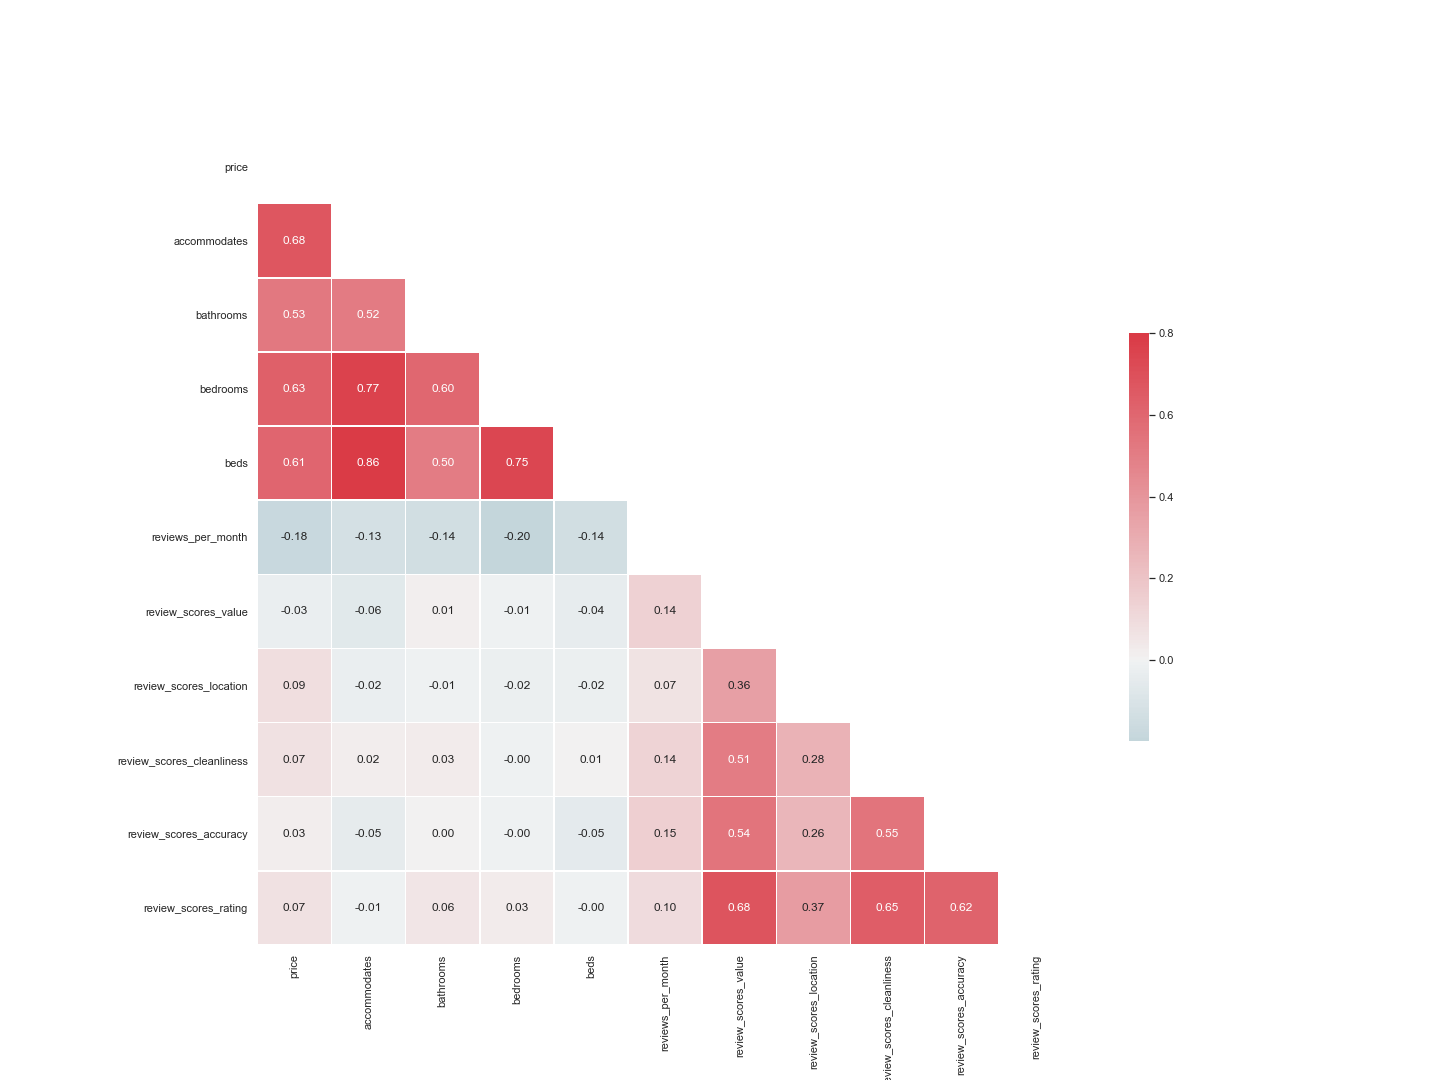 price
accommodates 0.68
bathrooms 0.53 0.52
bedrooms 0.63 0.77 0.60
beds 0.61 0.86 0.50 0.75
reviews_per_month -0.18 -0.13 -0.14 -0.20 -0.14
review_scores_value -0.03 -0.06 0.01 -0.01 -0.04 0.14
review_scores_location 0.09 -0.02 -0.01 -0.02 -0.02 0.07 0.36
review_scores_cleanliness 0.07 0.02 0.03 -0.00 0.01 0.14 0.51 0.28
review_scores_accuracy 0.03 -0.05 0.00 -0.00 -0.05 0.15 0.54 0.26 0.55
review_scores_rating 0.07 -0.01 0.06 0.03 -0.00 0.10 0.68 0.37 0.65 0.62
price
accommodates
bathrooms
bedrooms
beds
reviews_per_month
review_scores_value
review_scores_location
eview_scores_cleanliness
review_scores_accuracy
review_scores_rating
0.8
0.6
0.4
0.2
0.0